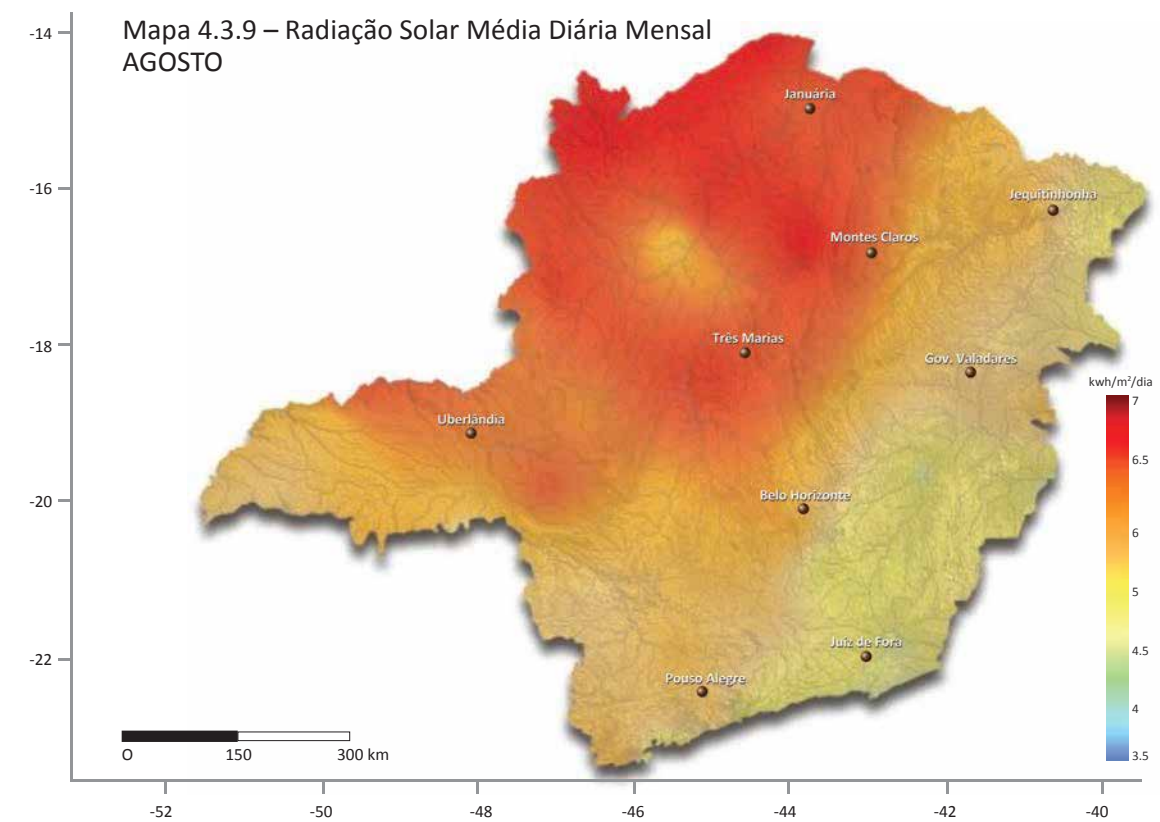 Mapa 4.3.9 – Radiação Solar Média Diária Mensal
AGOSTO
-14
-16
-18
-20
-22
Januária
Jequitinhonha
Montes Claros
Três Marias
Gov. Valadares
Uberlândia
Belo Horizonte
Juiz de Fora
Pouso Alegre
kwh/m²/dia
7
6.5
6
5
4.5
4
3.5
O 150 300 km
-52 -50 -48 -46 -44 -42 -40